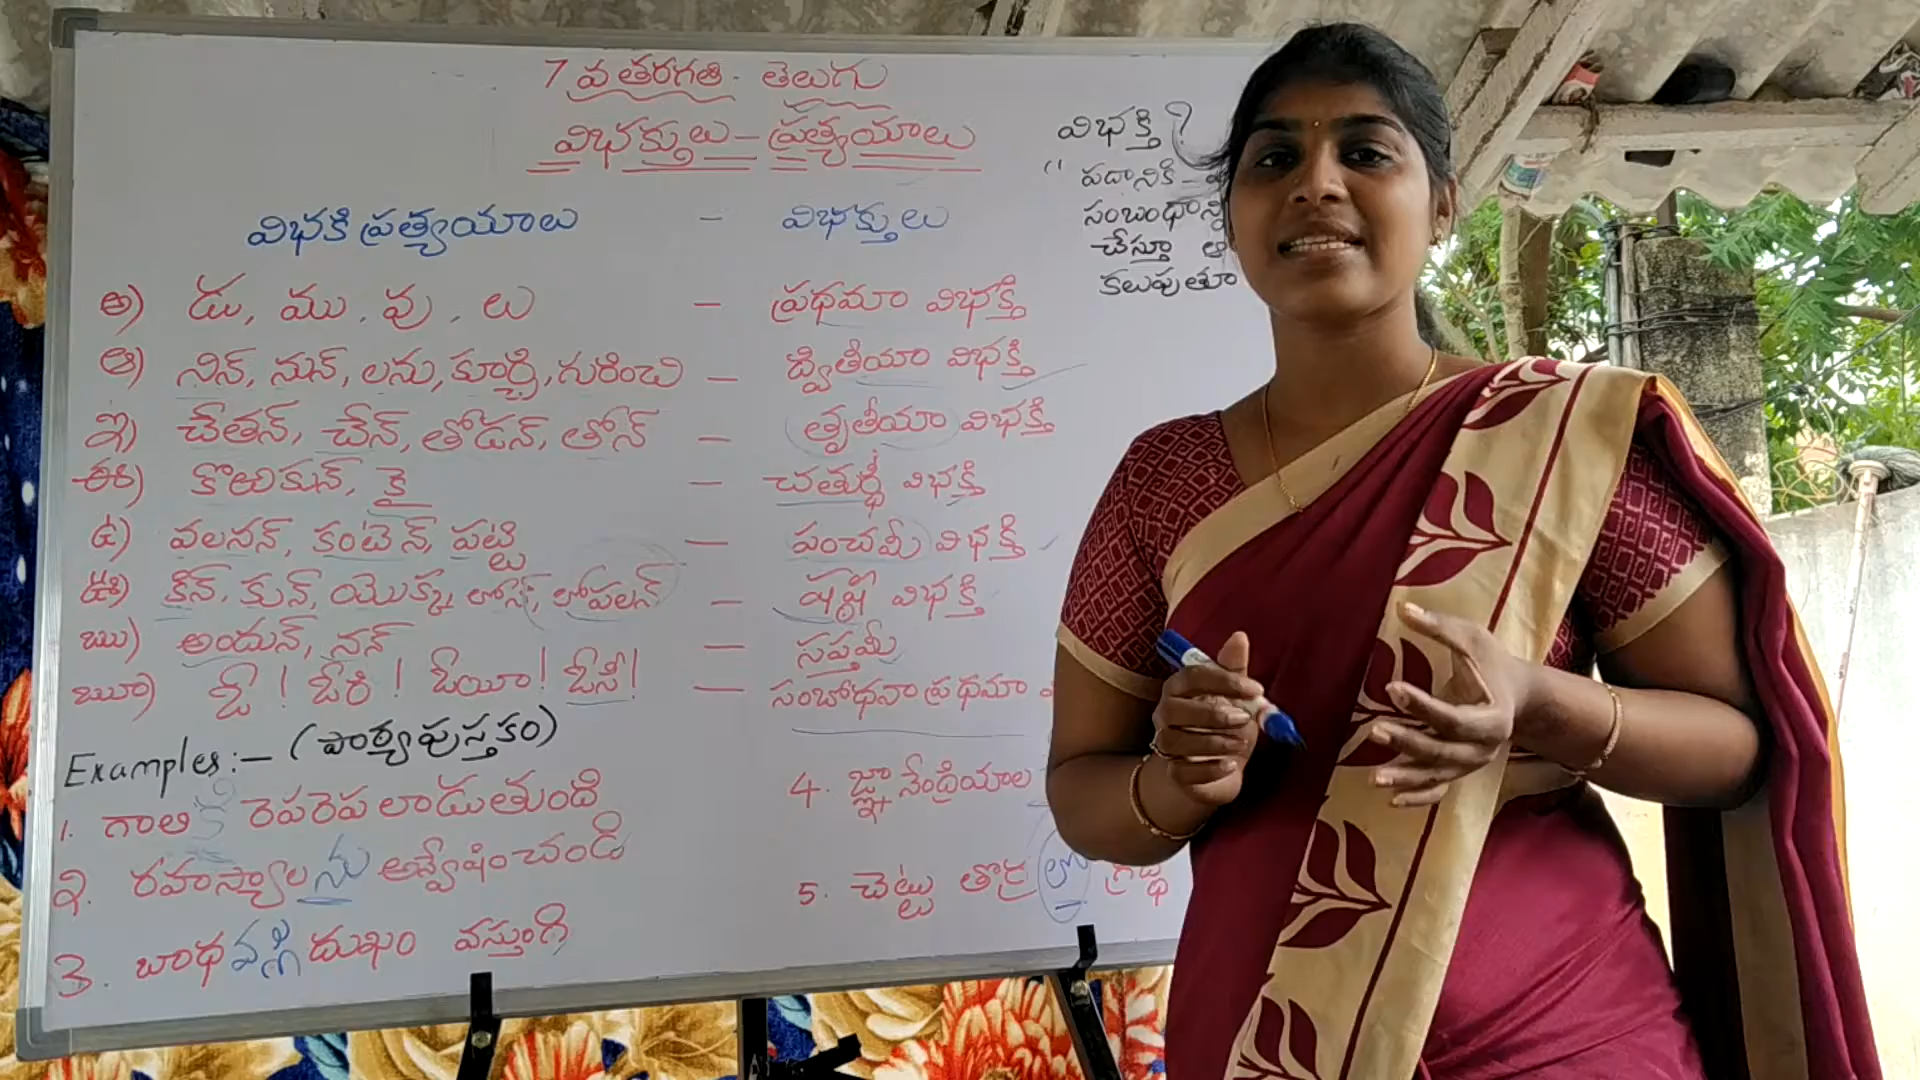 7 వ తరగతి - తెలుగు
విభక్తులు - ప్రత్యయాలు
విభకి ప్రత్యయాలు - విభక్తులు
అ) డు, ము, వు, లు - ప్రథమా విభక్తి
ఆ) నిన్, నున్, లను, కూర్చి, గురించి - ద్వితీయా విభక్తి
ఇ) చేతన్, చేన్, తోడన్, తోన్ - తృతీయా విభక్తి
ఈ) కొఱకున్, కై - చతుర్థీ విభక్తి
ఉ) వలనన్, కంటెన్, పట్టి - పంచమీ విభక్తి
ఊ) కిన్, కున్, యొక్క, లోన్, లోపలన్ - షష్ఠీ విభక్తి
ఋ) అందున్, నన్ - సప్తమీ
ౠ) ఓ ! ఓరి ! ఓయీ ! ఓసీ ! - సంబోధనా ప్రథమా
Examples:- (పాఠ్యపుస్తకం)
1. గాలికి రెపరెపలాడుతుంది
2. రహస్యాలను అన్వేషించండి
3. బాధవల్ల దుఃఖం వస్తుంది
4. జ్ఞానేంద్రియాల
5. చెట్టు తొర్రలో గ్రద్ధ
విభక్తి ?
" పదానికి -
సంబంధాన్ని
చేస్తూ ఆ
కలుపుతూ